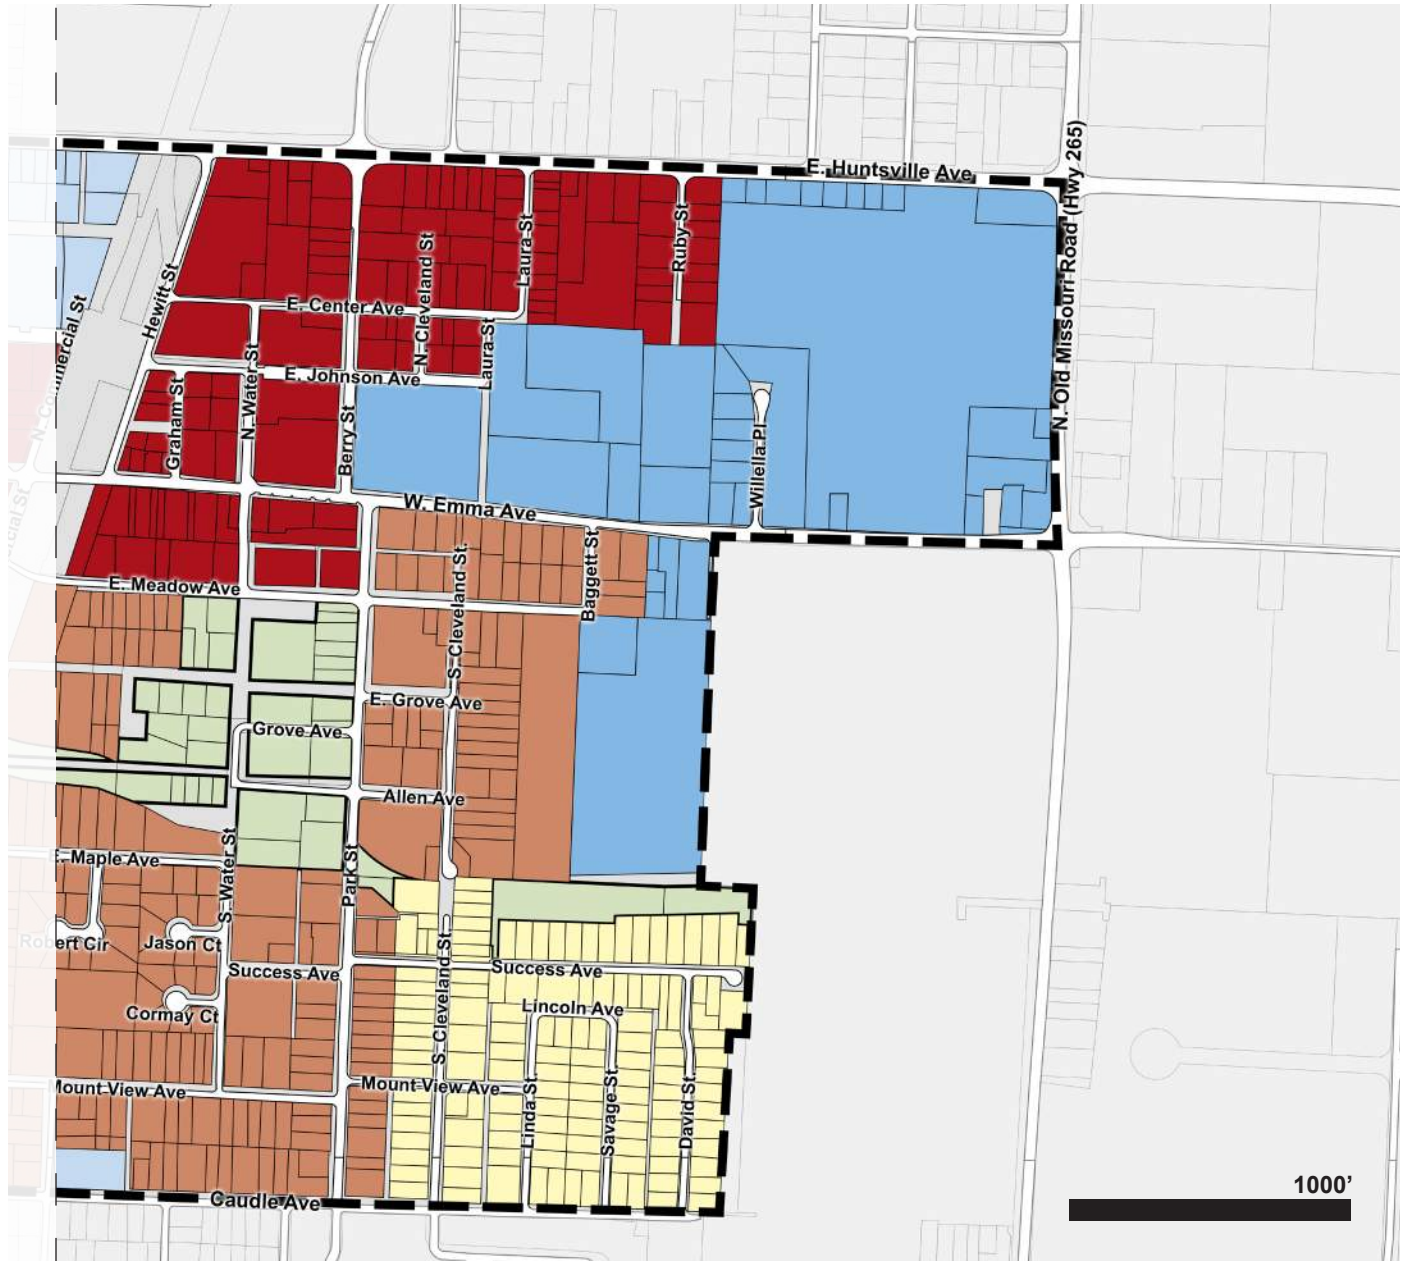 E. Huntsville Ave
N. Old Missouri Road (Hwy 265)
Hewitt St
N. Commercial St
Laura St
Ruby St
N. Cleveland St
E. Center Ave
Laura St
E. Johnson Ave
N. Water St
Graham St
Berry St
Willella Pl
W. Emma Ave
Baggett St.
S. Cleveland St.
E. Meadow Ave
E. Grove Ave
Grove Ave
Allen Ave
E. Maple Ave
S. Water St
Park St
Robert Cir
Jason Ct
Success Ave
Success Ave
S. Cleveland St.
Lincoln Ave
Cormay Ct
Mount View Ave
Mount View Ave
Linda St.
Savage St.
David St.
Caudle Ave
1000’